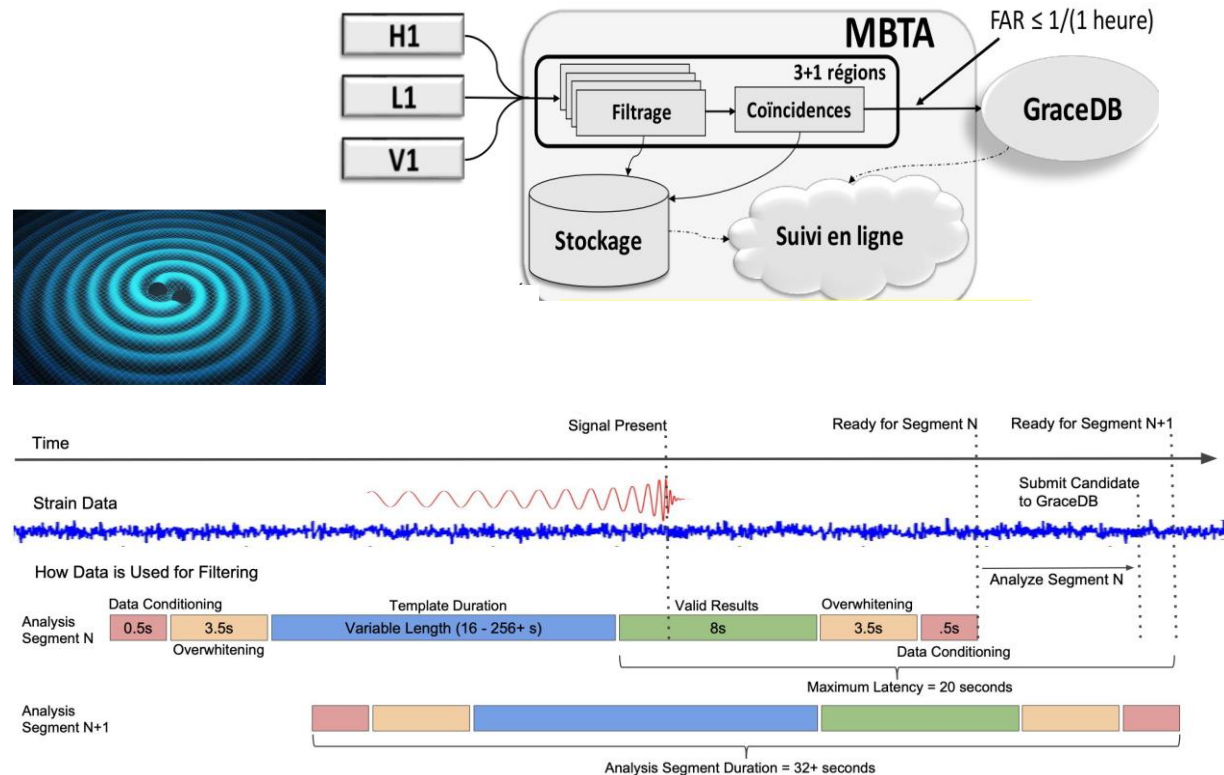 H1
L1
V1
MBTA
3+1 régions
Filtrage
Coïncidences
FAR ≤ 1/(1 heure)
GraceDB
Stockage
Suivi en ligne
Time
Signal Present
Ready for Segment N
Ready for Segment N+1
Strain Data
Submit Candidate
to GraceDB
How Data is Used for Filtering
Analyze Segment N
Data Conditioning
Template Duration
Valid Results
Overwhitening
Analysis
Segment N
0.5s
3.5s
Variable Length (16 - 256+ s)
8s
3.5s
.5s
Overwhitening
Data Conditioning
Maximum Latency = 20 seconds
Analysis
Segment N+1
Analysis Segment Duration = 32+ seconds